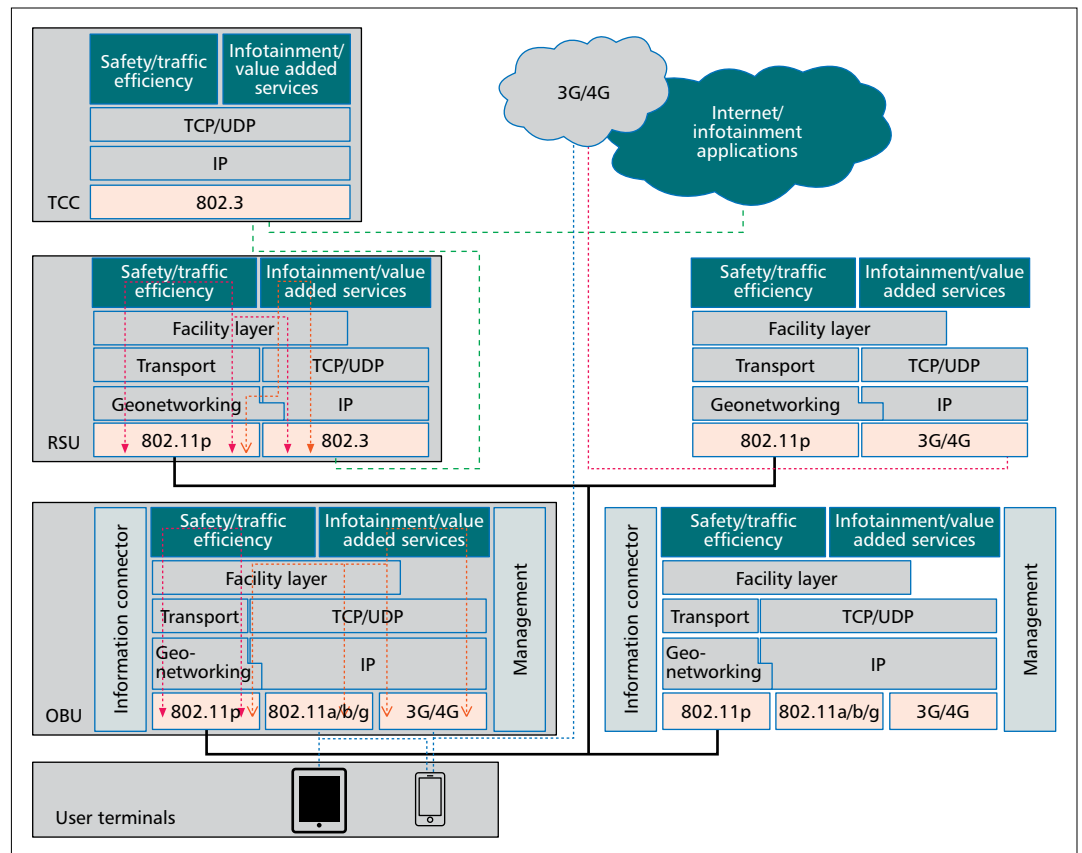 Safety/traffic
efficiency
Infotainment/
value added
services
TCP/UDP
IP
TCC
802.3
3G/4G
Internet/
infotainment
applications
Safety/traffic
efficiency
Infotainment/value
added services
Facility layer
Transport
TCP/UDP
Geonetworking
IP
RSU
802.11p
802.3
Safety/traffic
efficiency
Infotainment/value
added services
Facility layer
Transport
TCP/UDP
Geonetworking
IP
802.11p
3G/4G
OBU
Information connector
Safety/traffic
efficiency
Infotainment/value
added services
Facility layer
Transport
TCP/UDP
Geo-
networking
IP
802.11p
802.11a/b/g
3G/4G
Management
Information connector
Safety/traffic
efficiency
Infotainment/value
added services
Facility layer
Transport
TCP/UDP
Geo-
networking
IP
802.11p
802.11a/b/g
3G/4G
Management
User terminals